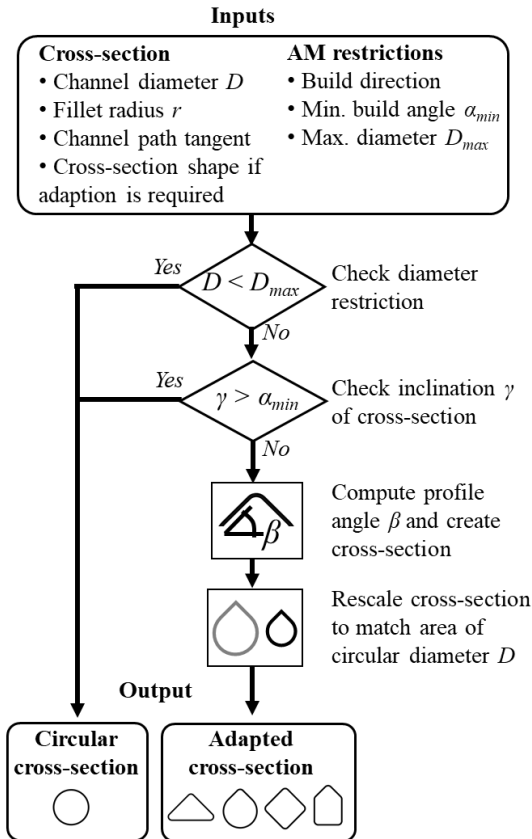 Inputs
Cross-section
• Channel diameter D
• Fillet radius r
• Channel path tangent
• Cross-section shape if
adaption is required
AM restrictions
• Build direction
• Min. build angle αmin
• Max. diameter Dmax
Yes
D < Dmax
Check diameter
restriction
No
Yes
γ > αmin
Check inclination γ
of cross-section
No
β
Compute profile
angle β and create
cross-section
Rescale cross-section
to match area of
circular diameter D
Output
Circular
cross-section
Adapted
cross-section